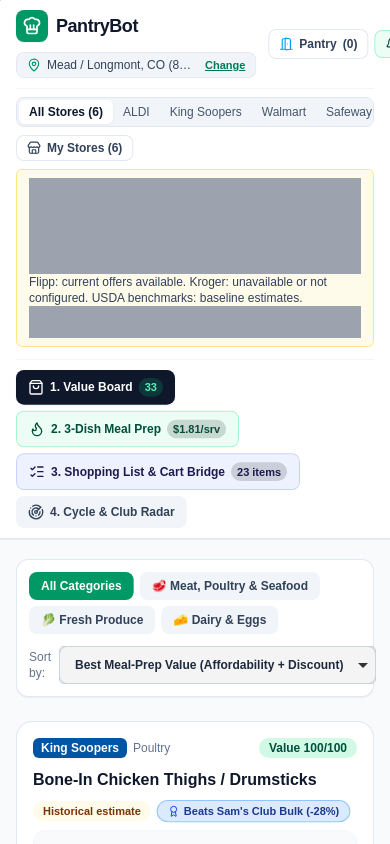 PantryBot
Pantry (0)
Mead / Longmont, CO (8… Change
All Stores (6) ALDI King Soopers Walmart Safeway
My Stores (6)
Flipp: current offers available. Kroger: unavailable or not
configured. USDA benchmarks: baseline estimates.
1. Value Board 33
2. 3-Dish Meal Prep $1.81/srv
3. Shopping List & Cart Bridge 23 items
4. Cycle & Club Radar
All Categories 🥩 Meat, Poultry & Seafood
🥬 Fresh Produce 🧀 Dairy & Eggs
Sort
by:
Best Meal-Prep Value (Affordability + Discount)
King Soopers Poultry Value 100/100
Bone-In Chicken Thighs / Drumsticks
Historical estimate Beats Sam's Club Bulk (-28%)